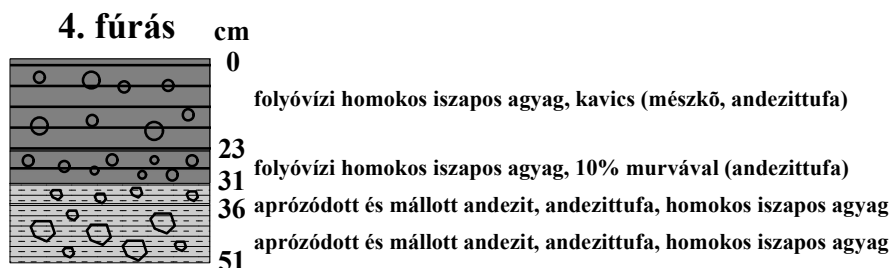 4. fúrás cm
0
folyóvízi homokos iszapos agyag, kavics (mészkõ, andezittufa)
23
folyóvízi homokos iszapos agyag, 10% murvával (andezittufa)
31
36 aprózódott és mállott andezit, andezittufa, homokos iszapos agyag
aprózódott és mállott andezit, andezittufa, homokos iszapos agyag
51